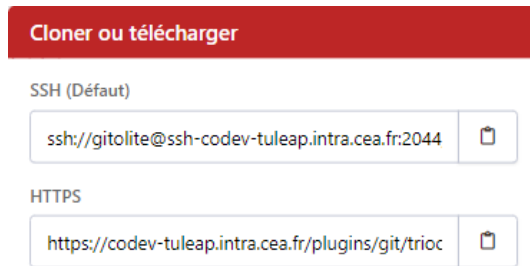 Cloner ou télécharger
SSH (Défaut)
ssh://gitolite@ssh-codev-tuleap.intra.cea.fr:2044
HTTPS
https://codev-tuleap.intra.cea.fr/plugins/git/trioc